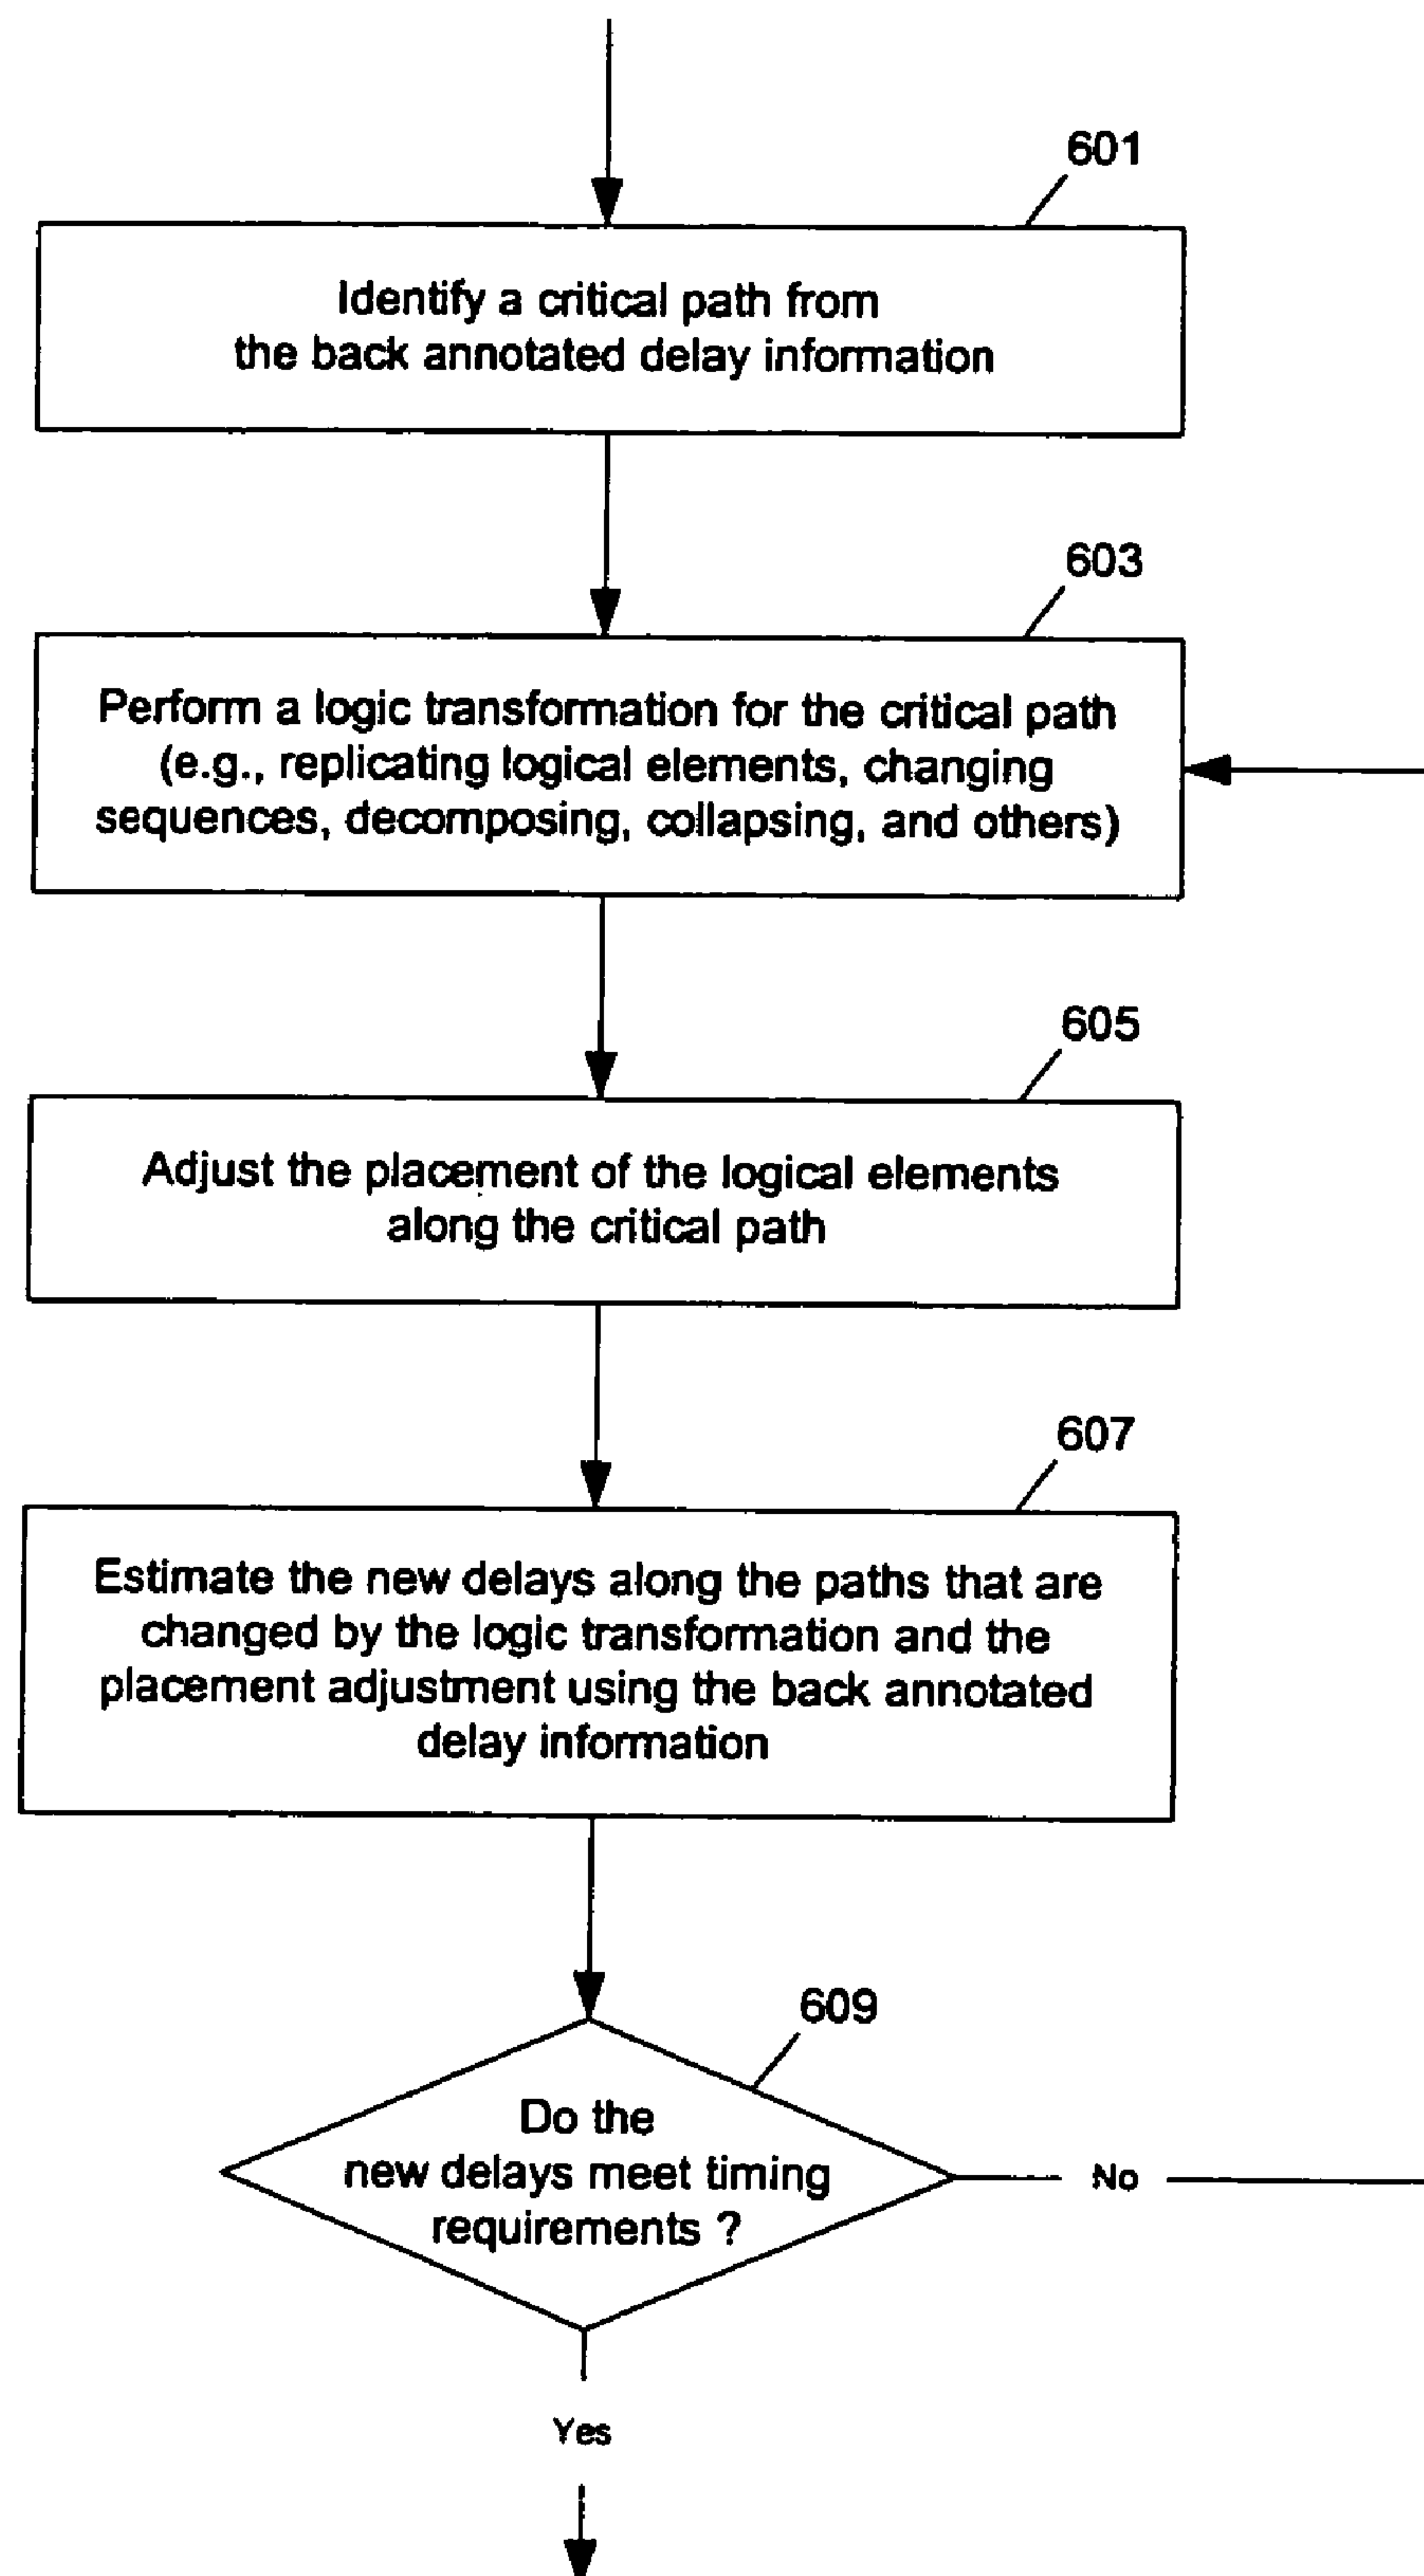 601
Identify a critical path from
the back annotated delay information
603
Perform a logic transformation for the critical path
(e.g., replicating logical elements, changing
sequences, decomposing, collapsing, and others)
605
Adjust the placement of the logical elements
along the critical path
607
Estimate the new delays along the paths that are
changed by the logic transformation and the
placement adjustment using the back annotated
delay information
609
Do the
new delays meet timing
requirements ?
No
Yes